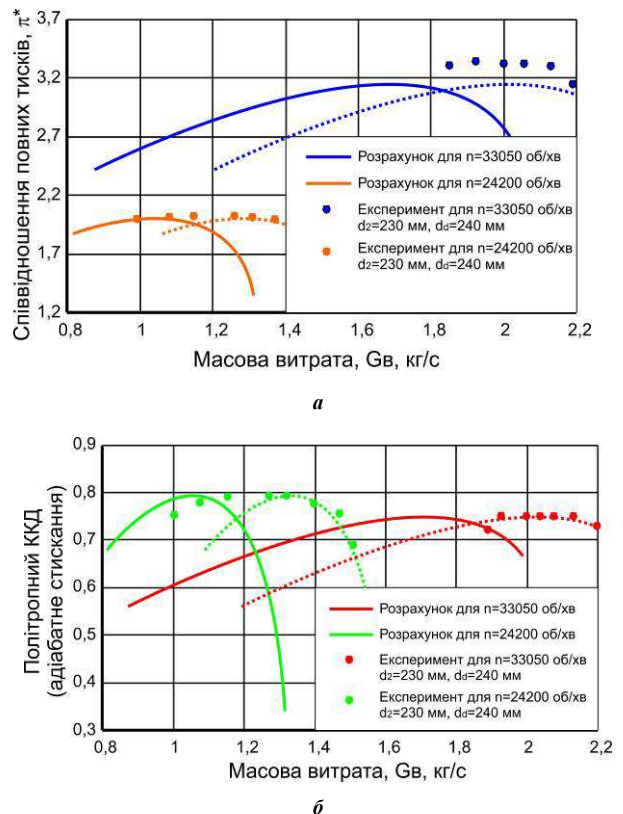 Співвідношення повних тисків, π*
3,7
3,2
2,7
2,2
1,7
1,2
Розрахунок для n=33050 об/хв
Розрахунок для n=24200 об/хв
Експеримент для n=33050 об/хв
d2=230 мм, dd=240 мм
Експеримент для n=24200 об/хв
d2=230 мм, dd=240 мм
0,8 1 1,2 1,4 1,6 1,8 2 2,2
Масова витрата, Gв, кг/с
а
Політропний ККД
(адіабатне стискання)
0,9
0,8
0,7
0,6
0,5
0,4
0,3
Розрахунок для n=33050 об/хв
Розрахунок для n=24200 об/хв
Експеримент для n=33050 об/хв
d2=230 мм, dd=240 мм
Експеримент для n=24200 об/хв
d2=230 мм, dd=240 мм
0,8 1 1,2 1,4 1,6 1,8 2 2,2
Масова витрата, Gв, кг/с
б